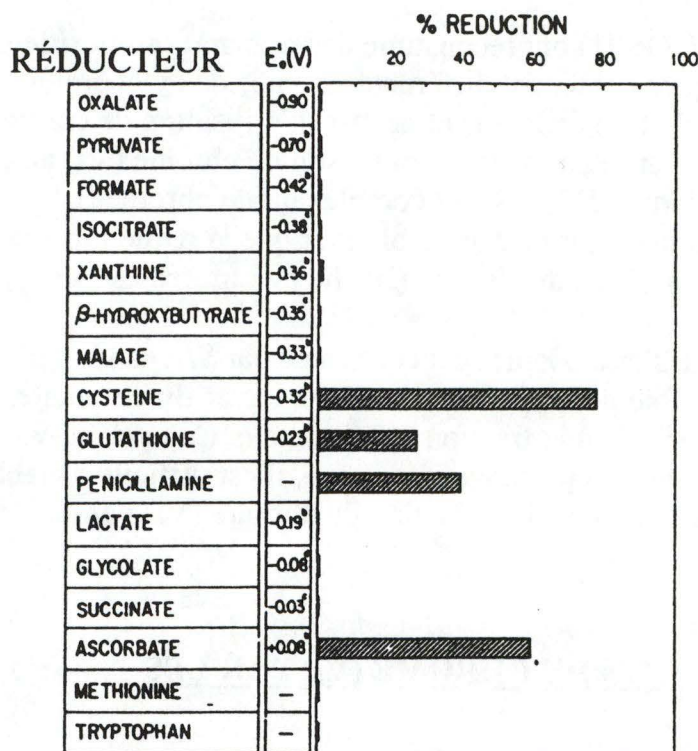 % REDUCTION
RÉDUCTEUR E'₀(V) 20 40 60 80 100
OXALATE -0.90
PYRUVATE -0.70
FORMATE -0.42
ISOCITRATE -0.38
XANTHINE -0.36
β-HYDROXYBUTYRATE -0.35
MALATE -0.33
CYSTEINE -0.32
GLUTATHIONE -0.23
PENICILLAMINE –
LACTATE -0.19
GLYCOLATE -0.08
SUCCINATE -0.03
ASCORBATE +0.08
METHIONINE –
TRYPTOPHAN –